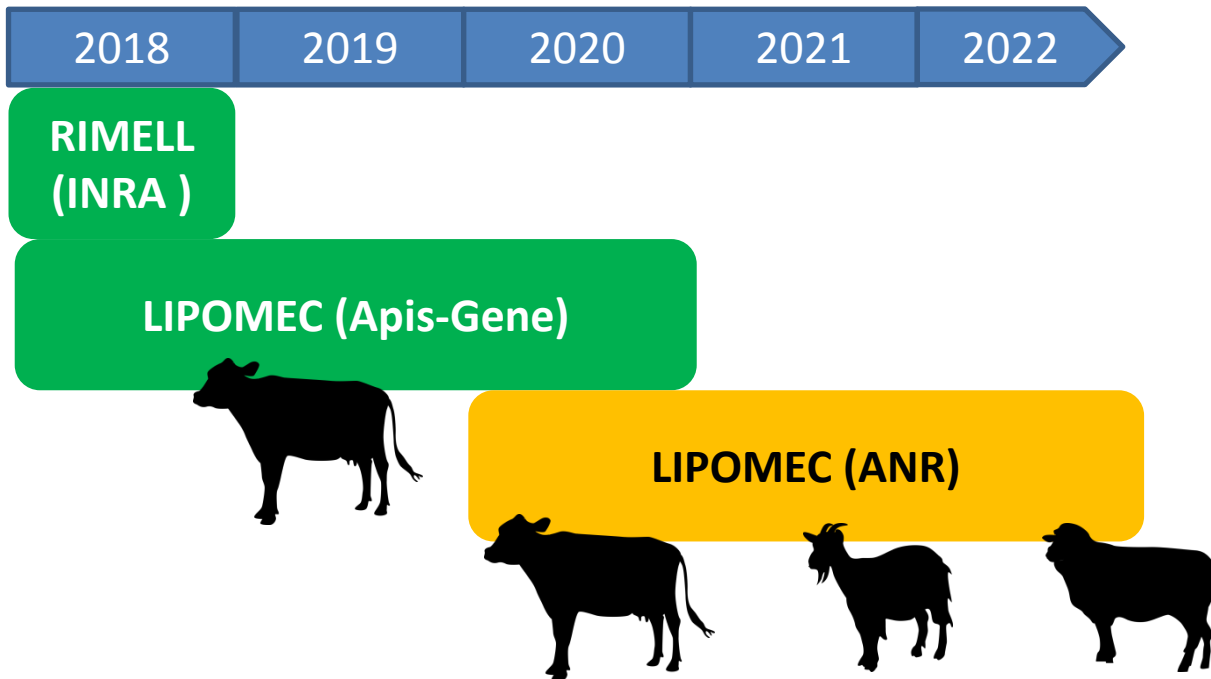 2018 2019 2020 2021 2022
RIMELL
(INRA )
LIPOMEC (Apis-Gene)
LIPOMEC (ANR)